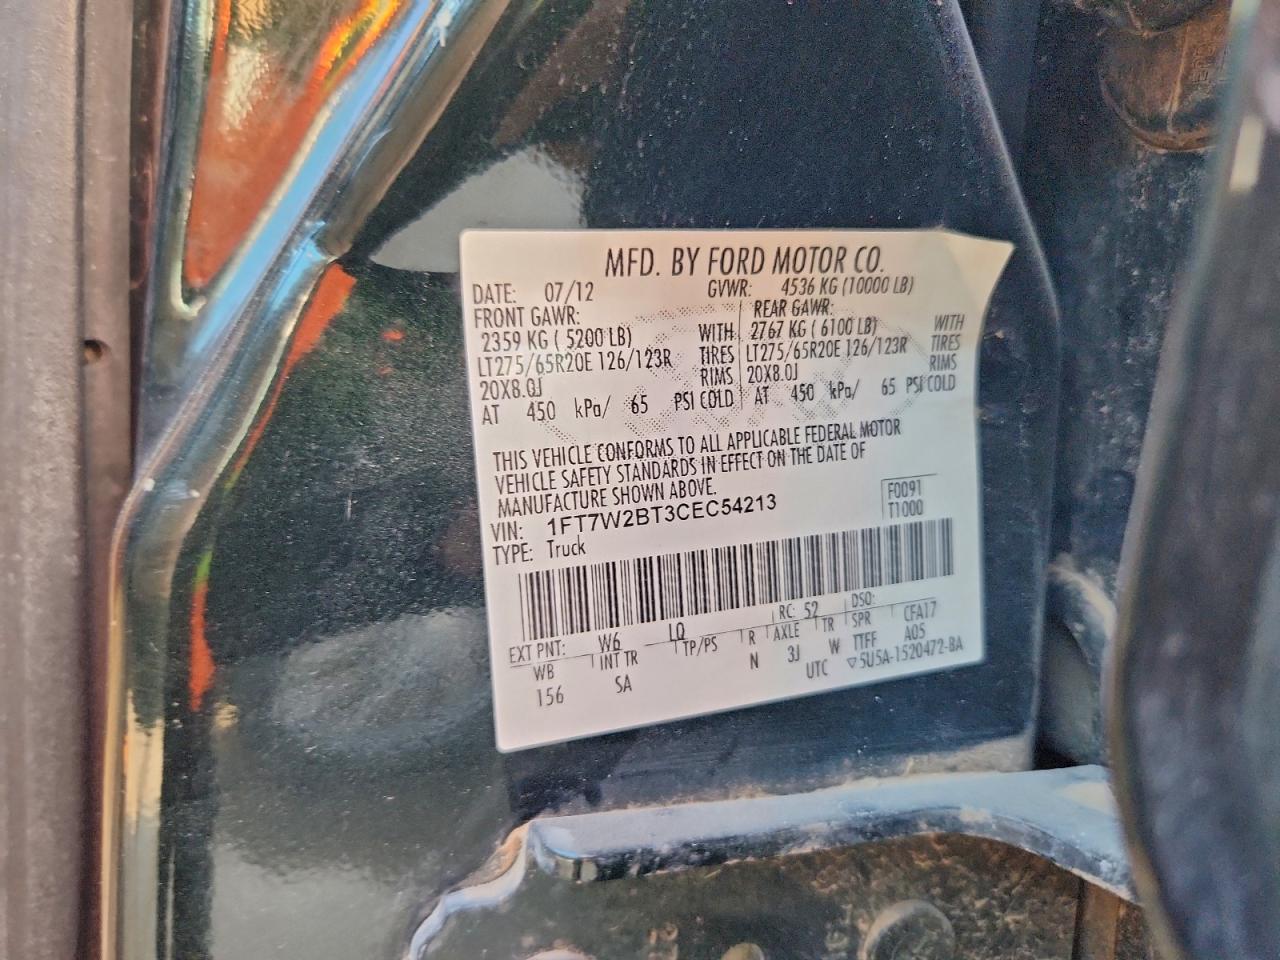 MFD. BY FORD MOTOR CO.
DATE: 07/12 GVWR: 4536 KG (10000 LB)
FRONT GAWR: REAR GAWR:
2359 KG ( 5200 LB) WITH 2767 KG ( 6100 LB) WITH
LT275/65R20E 126/123R TIRES LT275/65R20E 126/123R TIRES
20X8.0J RIMS 20X8.0J RIMS
AT 450 kPa/ 65 PSI COLD AT 450 kPa/ 65 PSI COLD
THIS VEHICLE CONFORMS TO ALL APPLICABLE FEDERAL MOTOR
VEHICLE SAFETY STANDARDS IN EFFECT ON THE DATE OF
MANUFACTURE SHOWN ABOVE.
VIN: 1FT7W2BT3CEC54213 F0091
TYPE: Truck T1000
EXT PNT: W6 LQ RC: 52 DSO:
WB INT TR TP/PS R AXLE TR SPR CFA17
156 SA N 3J W TTFF A05
UTC ▽5U5A-1520472-BA